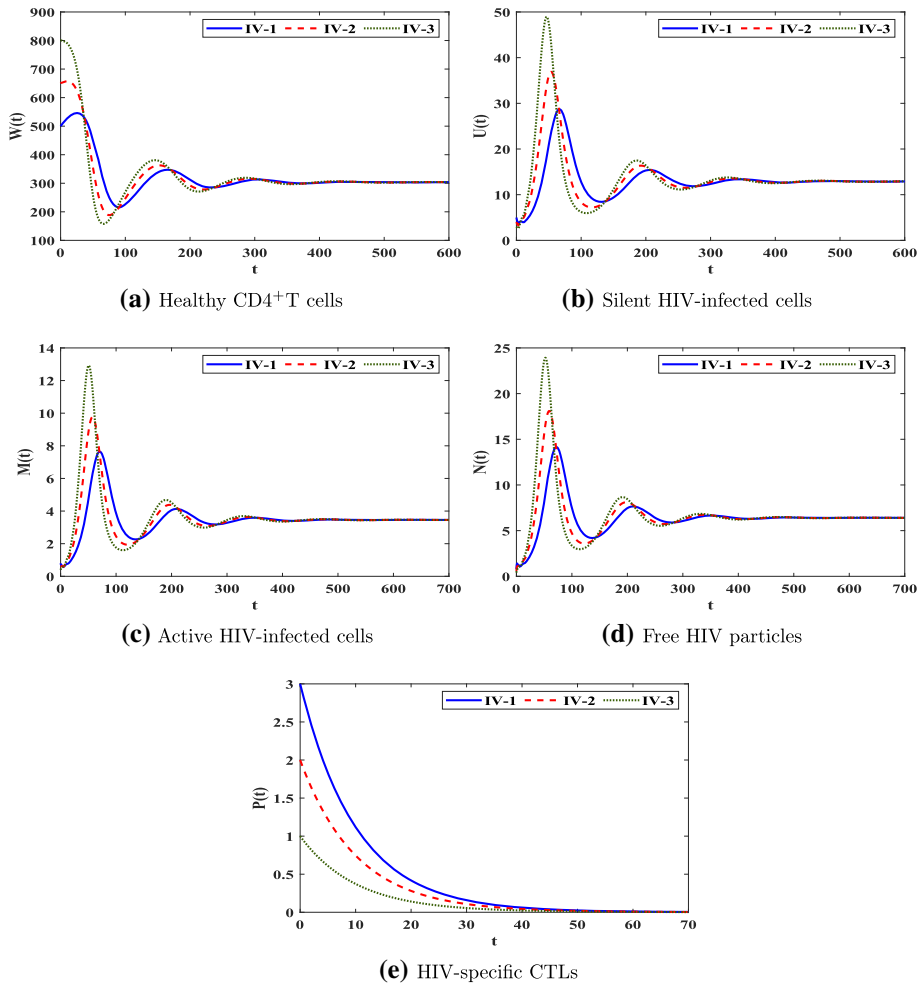 IV-1 IV-2 IV-3
900
800
700
600
500
400
300
200
100
W(t)
0 100 200 300 400 500 600
t
(a) Healthy CD4+T cells
IV-1 IV-2 IV-3
50
40
30
20
10
0
U(t)
0 100 200 300 400 500 600
t
(b) Silent HIV-infected cells
IV-1 IV-2 IV-3
14
12
10
8
6
4
2
0
M(t)
0 100 200 300 400 500 600 700
t
(c) Active HIV-infected cells
IV-1 IV-2 IV-3
25
20
15
10
5
0
N(t)
0 100 200 300 400 500 600 700
t
(d) Free HIV particles
IV-1 IV-2 IV-3
3
2.5
2
1.5
1
0.5
0
P(t)
0 10 20 30 40 50 60 70
t
(e) HIV-specific CTLs